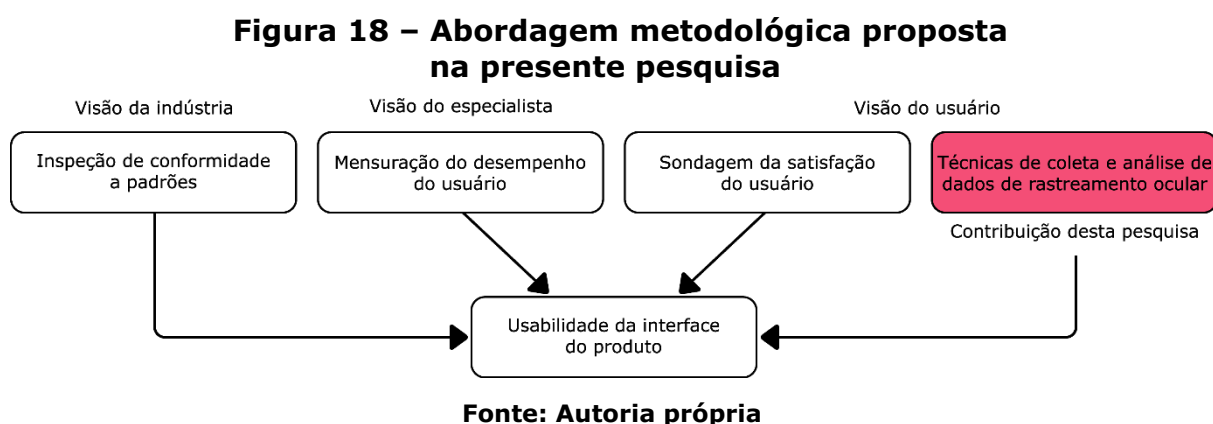 Figura 18 – Abordagem metodológica proposta
na presente pesquisa
Visão da indústria
Visão do especialista
Visão do usuário
Inspeção de conformidade
a padrões
Mensuração do desempenho
do usuário
Sondagem da satisfação
do usuário
Técnicas de coleta e análise de
dados de rastreamento ocular
Contribuição desta pesquisa
Usabilidade da interface
do produto
Fonte: Autoria própria